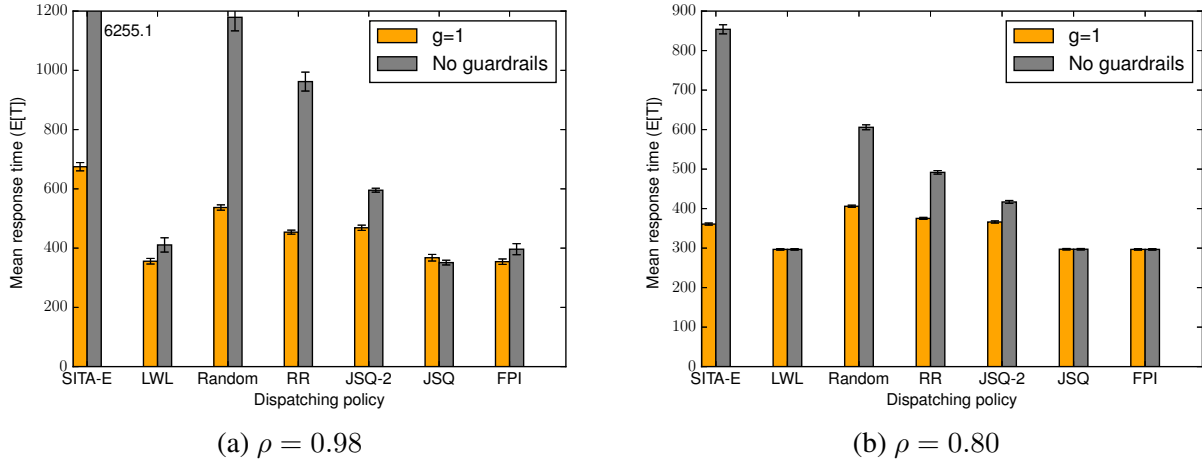 1200
1000
800
600
400
200
0
Mean response time (E[T])
6255.1
g=1
No guardrails
SITA-E LWL Random RR JSQ-2 JSQ FPI
Dispatching policy
(a) ρ = 0.98
900
800
700
600
500
400
300
200
100
0
Mean response time (E[T])
g=1
No guardrails
SITA-E LWL Random RR JSQ-2 JSQ FPI
Dispatching policy
(b) ρ = 0.80